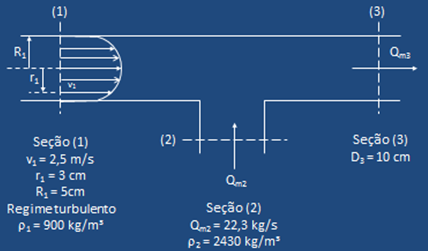 (1)
(3)
R₁
r₁
v₁
Qm3
(2)
Qm2
Seção (1)
v₁ = 2,5 m/s
r₁ = 3 cm
R₁ = 5cm
Regime turbulento
ρ₁ = 900 kg/m³
Seção (2)
Qm2 = 22,3 kg/s
ρ₂ = 2430 kg/m³
Seção (3)
D₃ = 10 cm